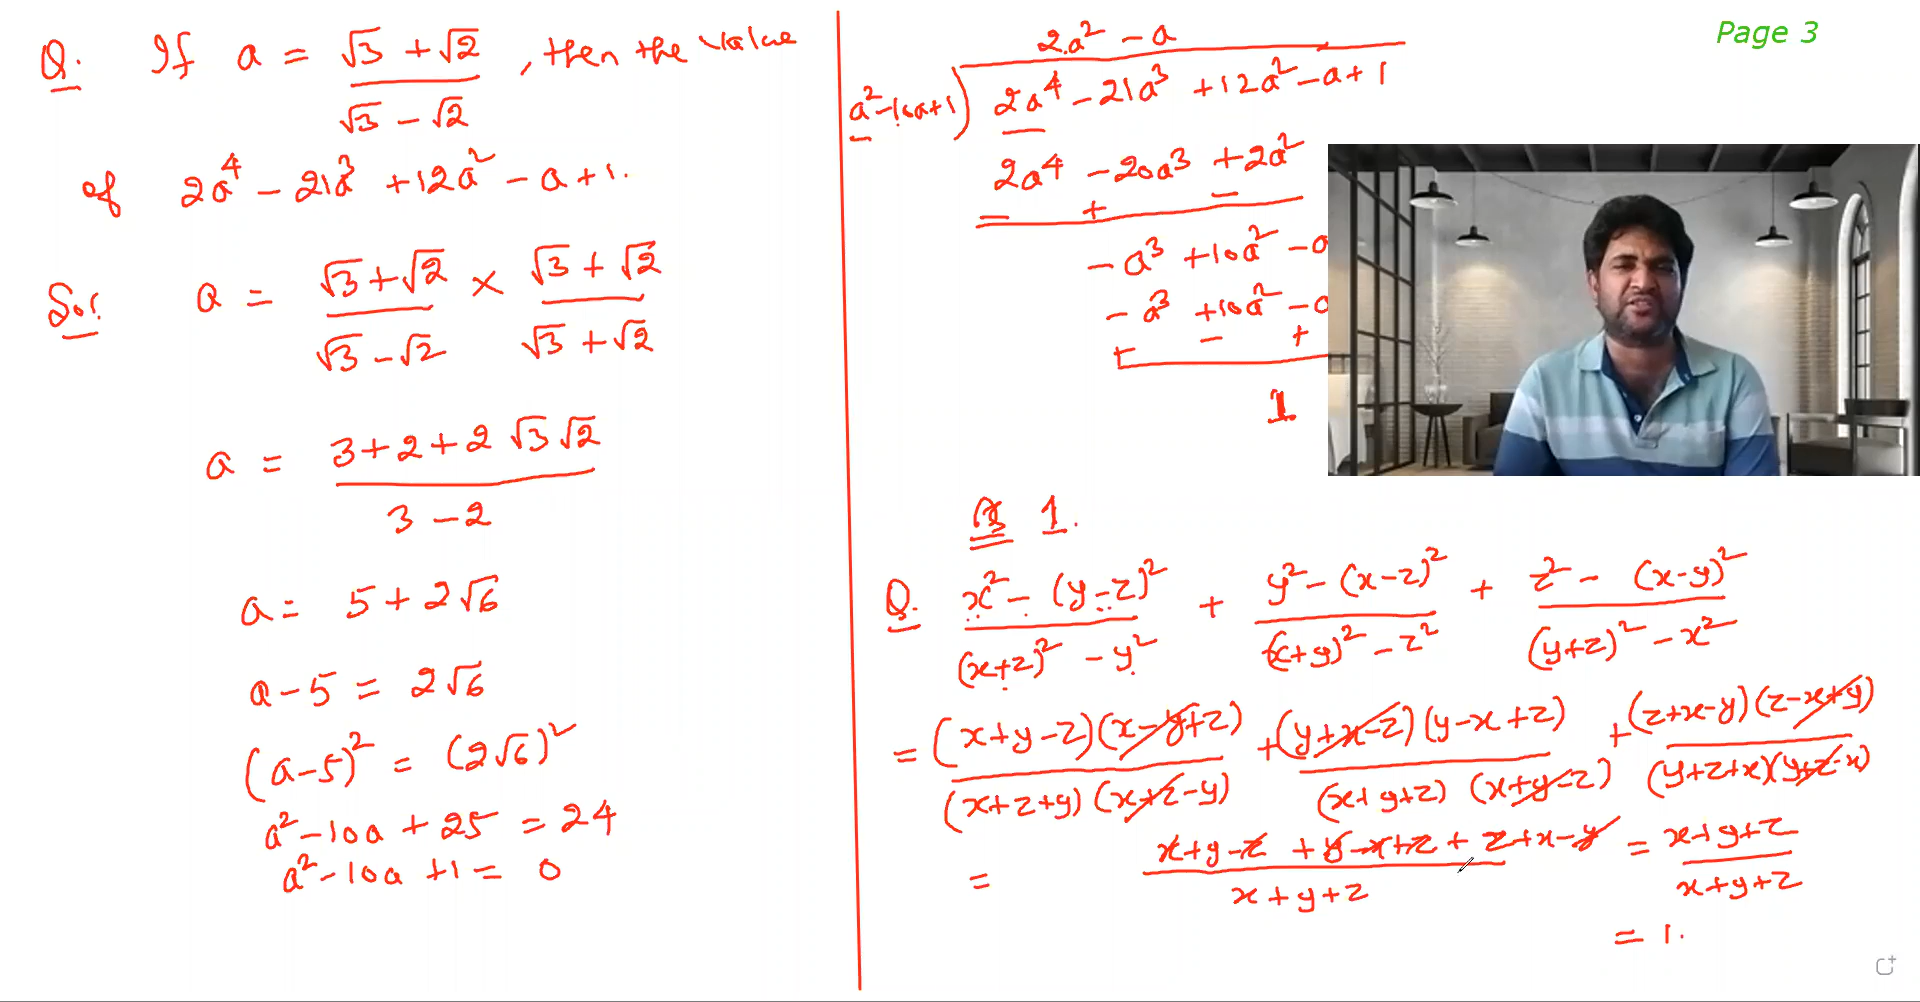 Page 3
Q. If a = (√3 + √2)/(√3 - √2), then the value
of 2a⁴ - 21a³ + 12a² - a + 1.
Sol: a = (√3 + √2)/(√3 - √2) × (√3 + √2)/(√3 + √2)
a = (3 + 2 + 2√3√2)/(3 - 2)
a = 5 + 2√6
a - 5 = 2√6
(a - 5)² = (2√6)²
a² - 10a + 25 = 24
a² - 10a + 1 = 0
2a² - a
a² - 10a + 1 ) 2a⁴ - 21a³ + 12a² - a + 1
2a⁴ - 20a³ + 2a²
- + -
- a³ + 10a² - a
- a³ + 10a² - a
+ - +
1
1.
Q. (x² - (y - z)²)/((x + z)² - y²) + (y² - (x - z)²)/((x + y)² - z²) + (z² - (x - y)²)/((y + z)² - x²)
= (x + y - z)(x - y + z)/((x + z + y)(x + z - y)) + (y + x - z)(y - x + z)/((x + y + z)(x + y - z)) + (z + x - y)(z - x + y)/((y + z + x)(y + z - x))
= (x + y - z + y - x + z + z + x - y)/(x + y + z) = (x + y + z)/(x + y + z)
= 1.